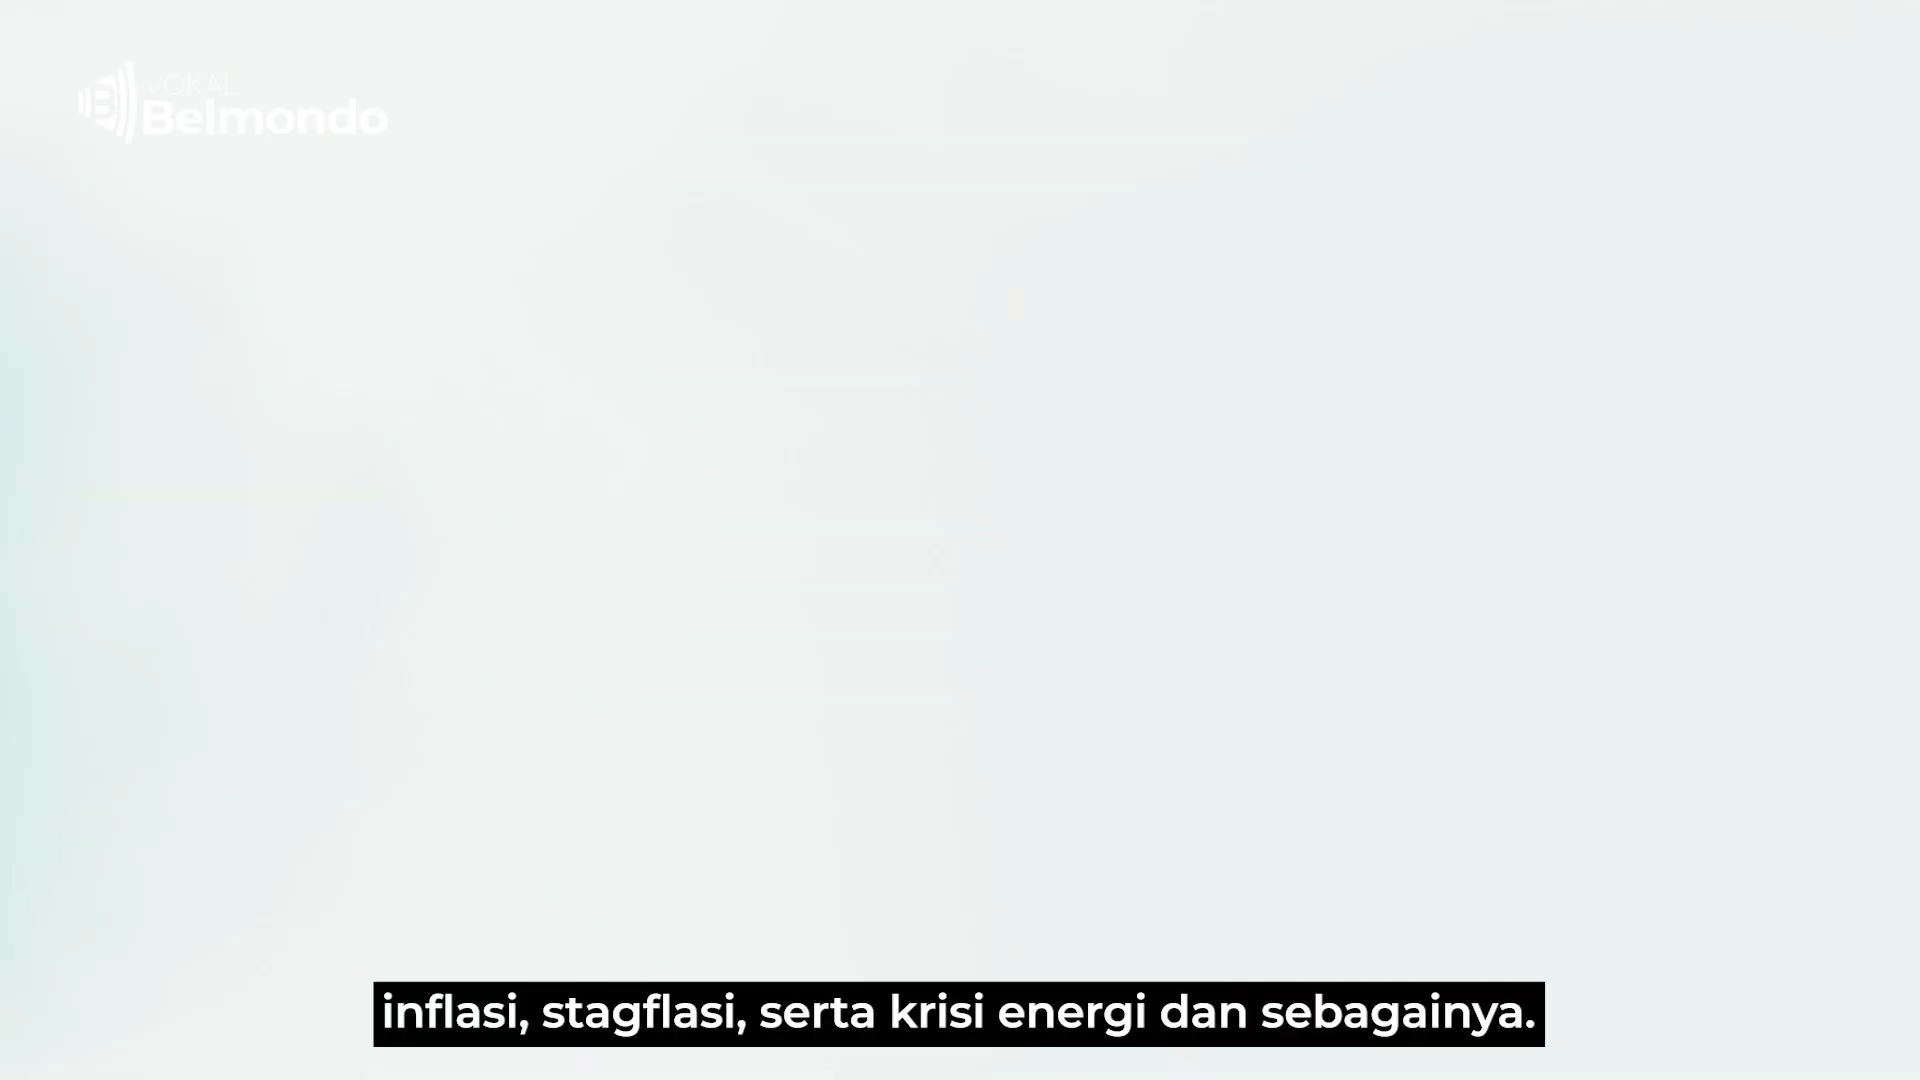 VOKAL
Belmondo
inflasi, stagflasi, serta krisi energi dan sebagainya.